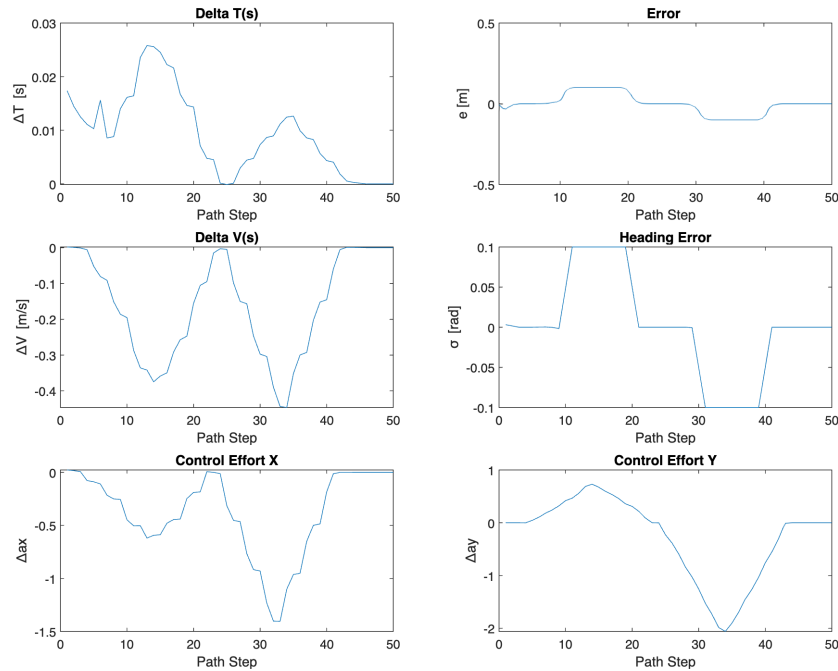 Delta T(s)
0.03
0.02
0.01
0
ΔT [s]
0 10 20 30 40 50
Path Step
Error
0.5
0
-0.5
e [m]
10 20 30 40 50
Path Step
Delta V(s)
0
-0.1
-0.2
-0.3
-0.4
ΔV [m/s]
0 10 20 30 40 50
Path Step
Heading Error
0.1
0.05
0
-0.05
-0.1
σ [rad]
0 10 20 30 40 50
Path Step
Control Effort X
0
-0.5
-1
-1.5
Δax
0 10 20 30 40 50
Path Step
Control Effort Y
1
0
-1
-2
Δay
0 10 20 30 40 50
Path Step